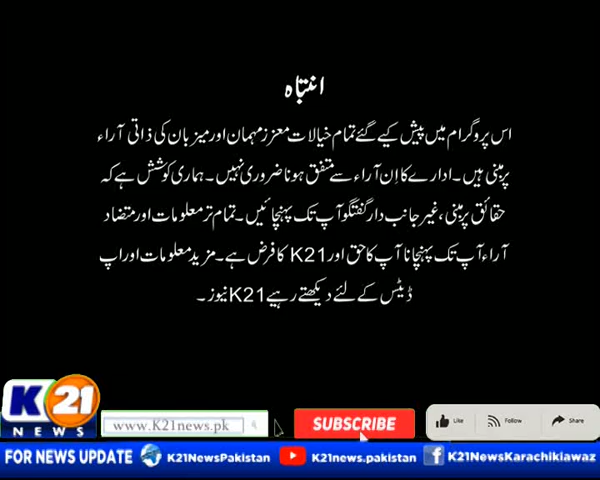 انتباہ
اس پروگرام میں پیش کیے گئے تمام خیالات معزز مہمان اور میزبان کی ذاتی آراء
پر مبنی ہیں۔ ادارے کا اِن آراء سے متفق ہونا ضروری نہیں۔ ہماری کوشش ہے کہ
حقائق پر مبنی، غیر جانب دار گفتگو آپ تک پہنچائیں۔ تمام تر معلومات اور متضاد
آراء آپ تک پہنچانا آپ کا حق اور K21 کا فرض ہے۔ مزید معلومات اور اپ
ڈیٹس کے لئے دیکھتے رہیے K21 نیوز۔
K 21
NEWS
www.K21news.pk
SUBSCRIBE
Like
Follow
Share
FOR NEWS UPDATE
K21NewsPakistan
K21news.pakistan
K21NewsKarachikiawaz